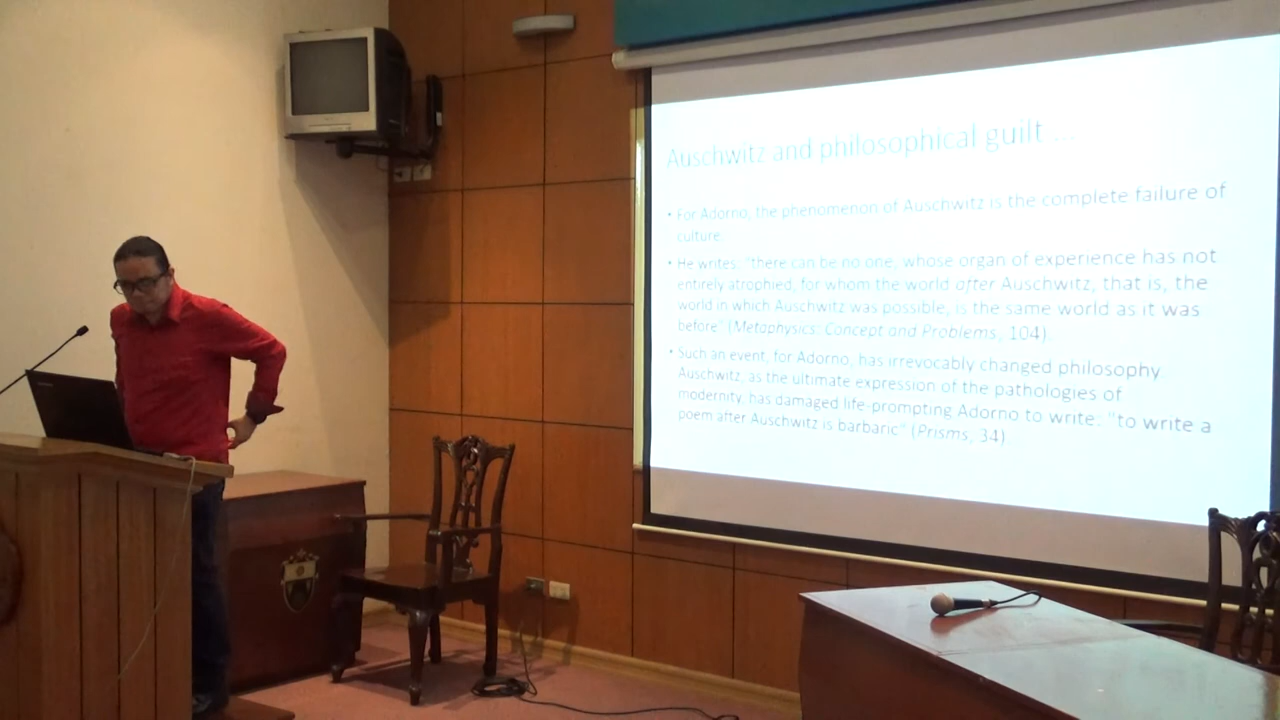 Auschwitz and philosophical guilt ...
• For Adorno, the phenomenon of Auschwitz is the complete failure of
culture.
• He writes: "there can be no one, whose organ of experience has not
entirely atrophied, for whom the world after Auschwitz, that is, the
world in which Auschwitz was possible, is the same world as it was
before" (Metaphysics: Concept and Problems, 104).
• Such an event, for Adorno, has irrevocably changed philosophy.
Auschwitz, as the ultimate expression of the pathologies of
modernity, has damaged life-prompting Adorno to write: "to write a
poem after Auschwitz is barbaric" (Prisms, 34).